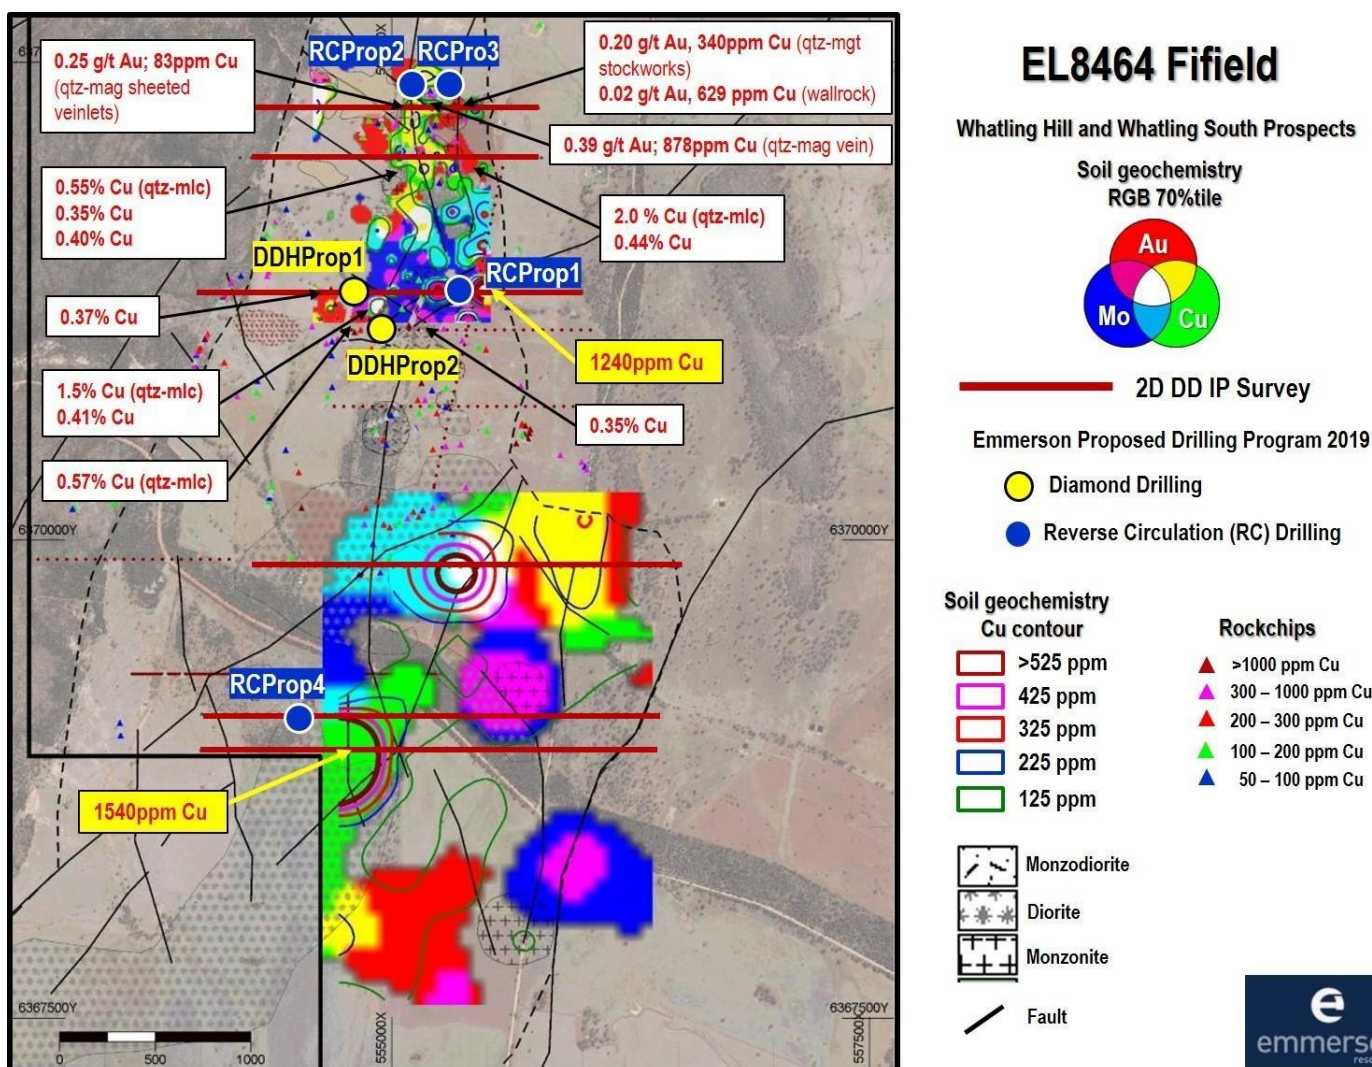 RCProp2
RCPro3
0.25 g/t Au; 83ppm Cu
(qtz-mag sheeted
veinlets)
0.20 g/t Au, 340ppm Cu (qtz-mgt
stockworks)
0.02 g/t Au, 629 ppm Cu (wallrock)
0.39 g/t Au; 878ppm Cu (qtz-mag vein)
0.55% Cu (qtz-mlc)
0.35% Cu
0.40% Cu
2.0 % Cu (qtz-mlc)
0.44% Cu
DDHProp1
RCProp1
0.37% Cu
DDHProp2
1240ppm Cu
1.5% Cu (qtz-mlc)
0.41% Cu
0.35% Cu
0.57% Cu (qtz-mlc)
6370000Y
6370000Y
RCProp4
1540ppm Cu
6367500Y
6367500Y
0 500 1000
555000X
557500X
EL8464 Fifield
Whatling Hill and Whatling South Prospects
Soil geochemistry
RGB 70%tile
Au
Mo
Cu
2D DD IP Survey
Emmerson Proposed Drilling Program 2019
Diamond Drilling
Reverse Circulation (RC) Drilling
Soil geochemistry
Cu contour
>525 ppm
425 ppm
325 ppm
225 ppm
125 ppm
Rockchips
>1000 ppm Cu
300 – 1000 ppm Cu
200 – 300 ppm Cu
100 – 200 ppm Cu
50 – 100 ppm Cu
Monzodiorite
Diorite
Monzonite
Fault
e
emmers